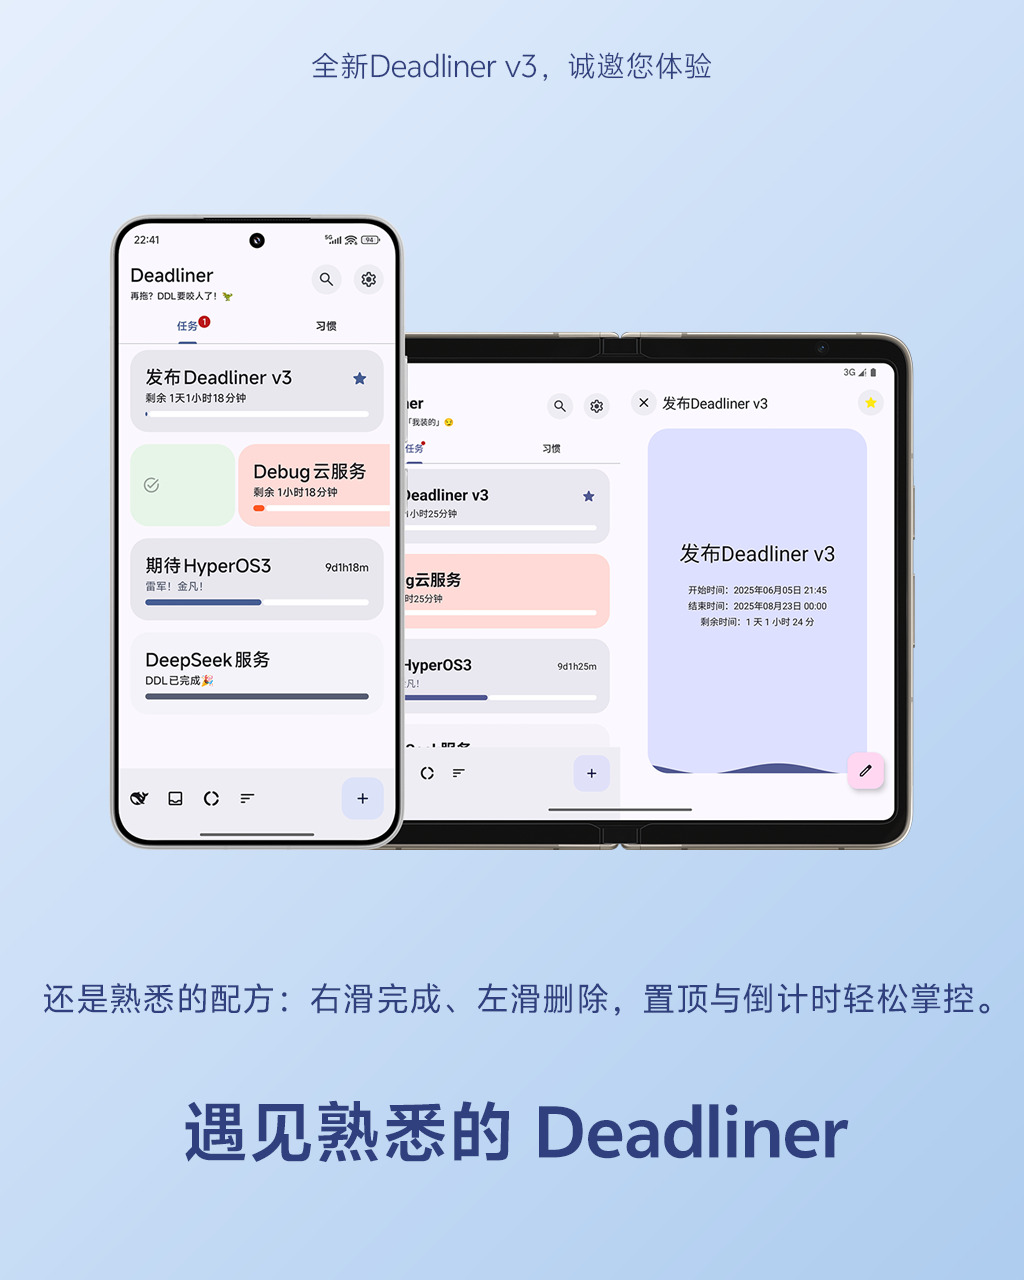 全新Deadliner v3，诚邀您体验
22:41
5G
94
Deadliner
再拖？DDL要咬人了！🦖
任务 1
习惯
发布Deadliner v3
剩余 1天1小时18分钟
Debug云服务
剩余 1小时18分钟
期待HyperOS3
9d1h18m
雷军！金凡！
DeepSeek服务
DDL已完成🎉
3G
ner
「我装的」😏
任务
习惯
Deadliner v3
小时25分钟
g云服务
时25分钟
HyperOS3
9d1h25m
凡！
发布Deadliner v3
发布Deadliner v3
开始时间：2025年06月05日 21:45
结束时间：2025年08月23日 00:00
剩余时间：1 天 1 小时 24 分
还是熟悉的配方：右滑完成、左滑删除，置顶与倒计时轻松掌控。
遇见熟悉的 Deadliner